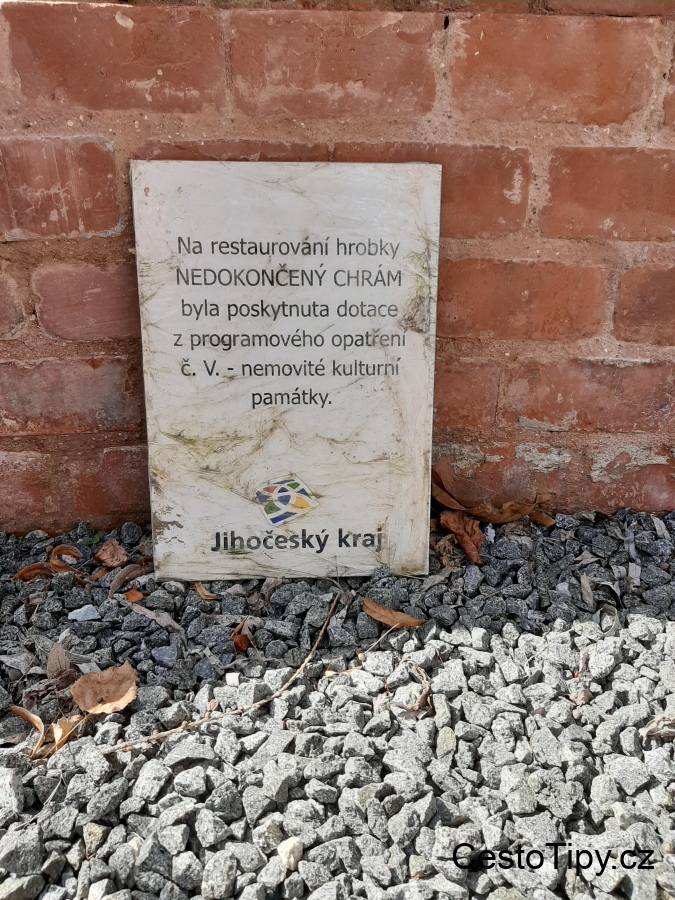 Na restaurování hrobky
NEDOKONČENÝ CHRÁM
byla poskytnuta dotace
z programového opatření
č. V. - nemovité kulturní
památky.
Jihočeský kraj
CestoTipy.cz